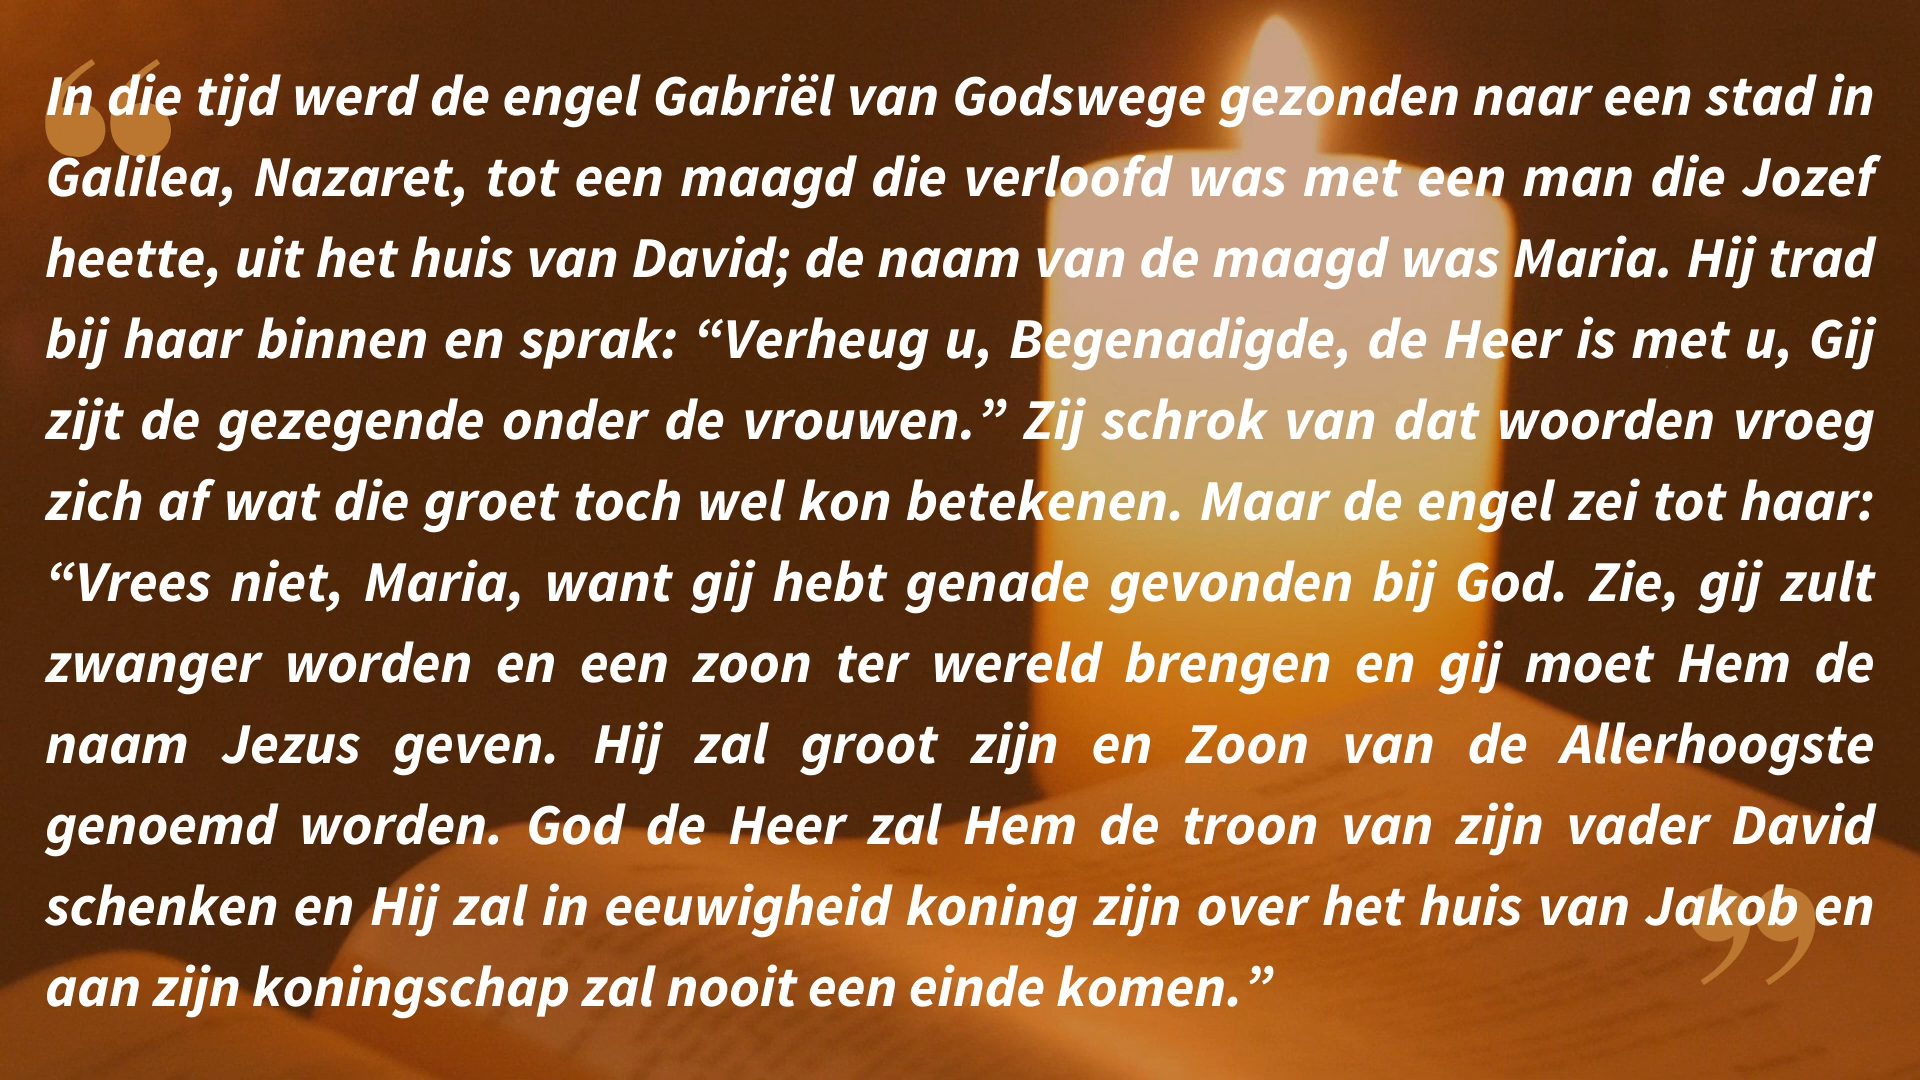 In die tijd werd de engel Gabriël van Godswege gezonden naar een stad in
Galilea, Nazaret, tot een maagd die verloofd was met een man die Jozef
heette, uit het huis van David; de naam van de maagd was Maria. Hij trad
bij haar binnen en sprak: “Verheug u, Begenadigde, de Heer is met u, Gij
zijt de gezegende onder de vrouwen.” Zij schrok van dat woorden vroeg
zich af wat die groet toch wel kon betekenen. Maar de engel zei tot haar:
“Vrees niet, Maria, want gij hebt genade gevonden bij God. Zie, gij zult
zwanger worden en een zoon ter wereld brengen en gij moet Hem de
naam Jezus geven. Hij zal groot zijn en Zoon van de Allerhoogste
genoemd worden. God de Heer zal Hem de troon van zijn vader David
schenken en Hij zal in eeuwigheid koning zijn over het huis van Jakob en
aan zijn koningschap zal nooit een einde komen.”